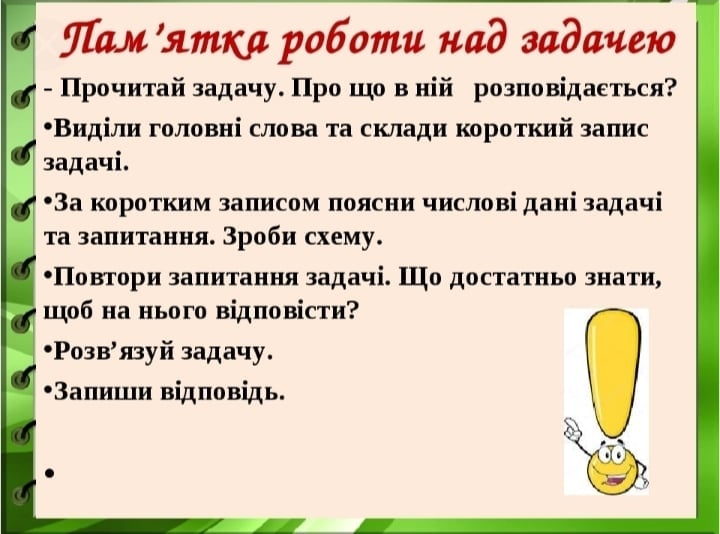 Пам’ятка роботи над задачею
- Прочитай задачу. Про що в ній розповідається?
•Виділи головні слова та склади короткий запис
задачі.
•За коротким записом поясни числові дані задачі
та запитання. Зроби схему.
•Повтори запитання задачі. Що достатньо знати,
щоб на нього відповісти?
•Розв’язуй задачу.
•Запиши відповідь.
•